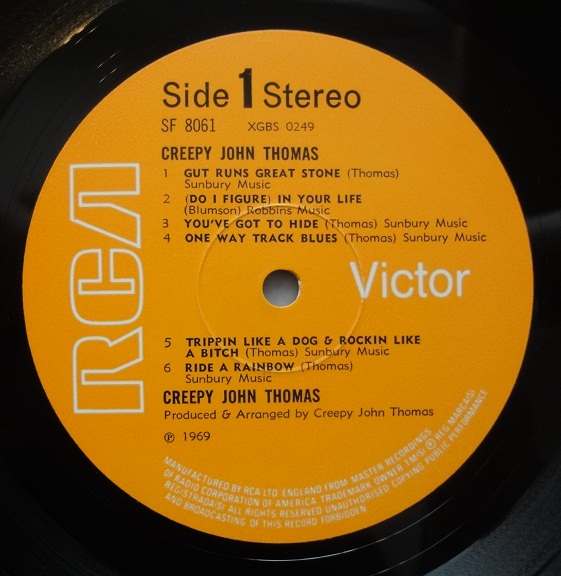 Side 1 Stereo
SF 8061 XGBS 0249
CREEPY JOHN THOMAS
1 GUT RUNS GREAT STONE (Thomas)
Sunbury Music
2 (DO I FIGURE) IN YOUR LIFE
(Blumson) Robbins Music
3 YOU'VE GOT TO HIDE (Thomas) Sunbury Music
4 ONE WAY TRACK BLUES (Thomas) Sunbury Music
RCA
Victor
5 TRIPPIN LIKE A DOG & ROCKIN LIKE
A BITCH (Thomas) Sunbury Music
6 RIDE A RAINBOW (Thomas)
Sunbury Music
CREEPY JOHN THOMAS
Produced & Arranged by Creepy John Thomas
Ⓟ 1969
MANUFACTURED BY RCA LTD. ENGLAND FROM MASTER RECORDINGS
OF RADIO CORPORATION OF AMERICA TRADEMARK OWNER TM(S) ® REG MARCA(S)
REGISTRADA(S) ALL RIGHTS RESERVED UNAUTHORISED COPYING PUBLIC PERFORMANCE
AND BROADCASTING OF THIS RECORD FORBIDDEN